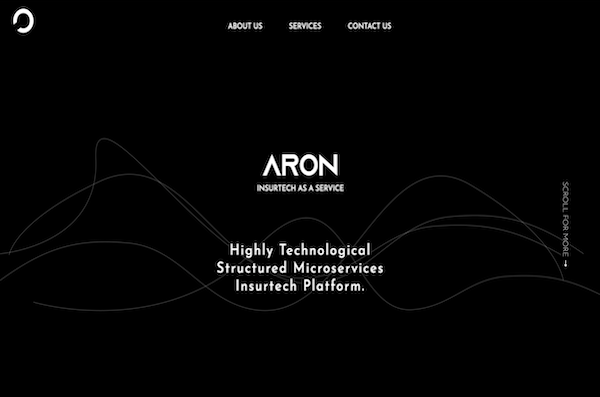 ABOUT US
SERVICES
CONTACT US
ARON
INSURTECH AS A SERVICE
Highly Technological
Structured Microservices
Insurtech Platform.
SCROLL FOR MORE →